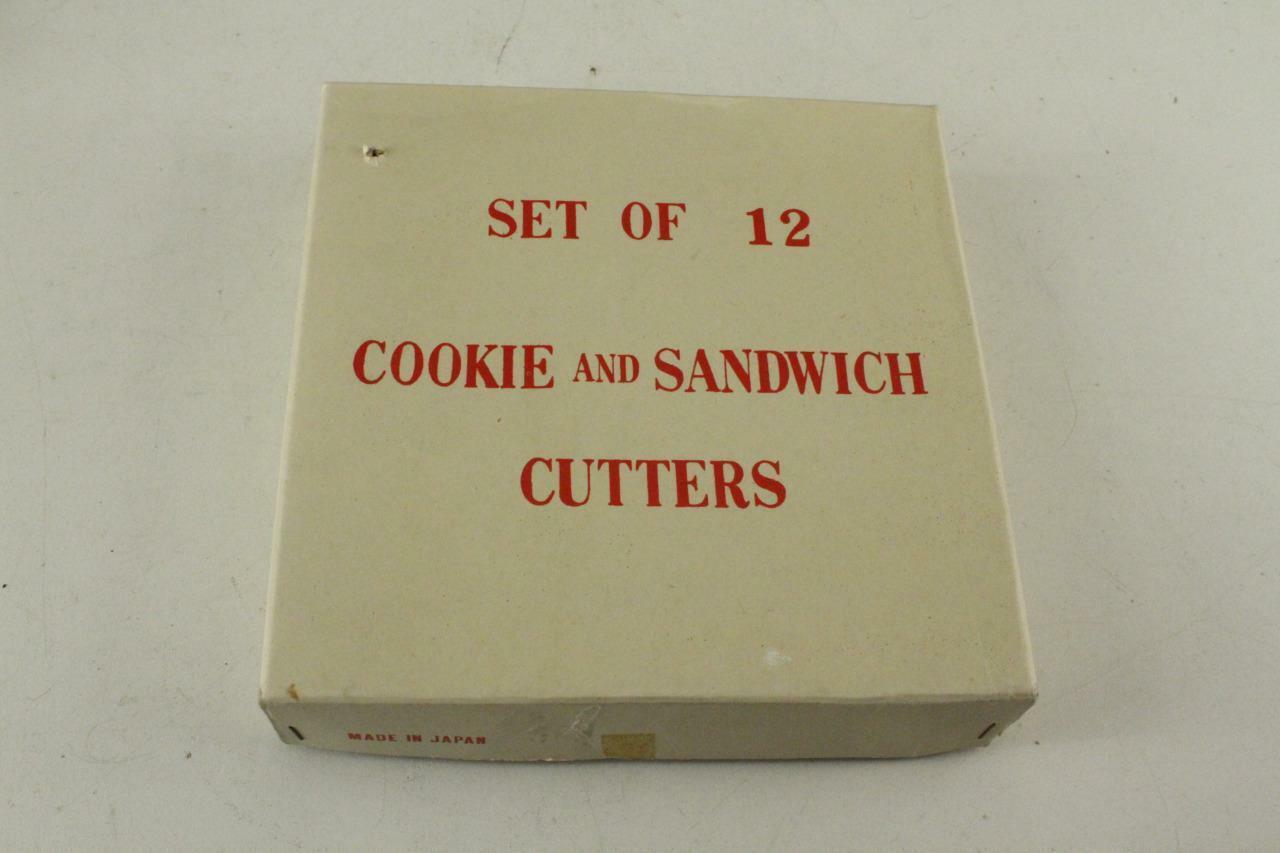 SET OF 12
COOKIE AND SANDWICH
CUTTERS
MADE IN JAPAN